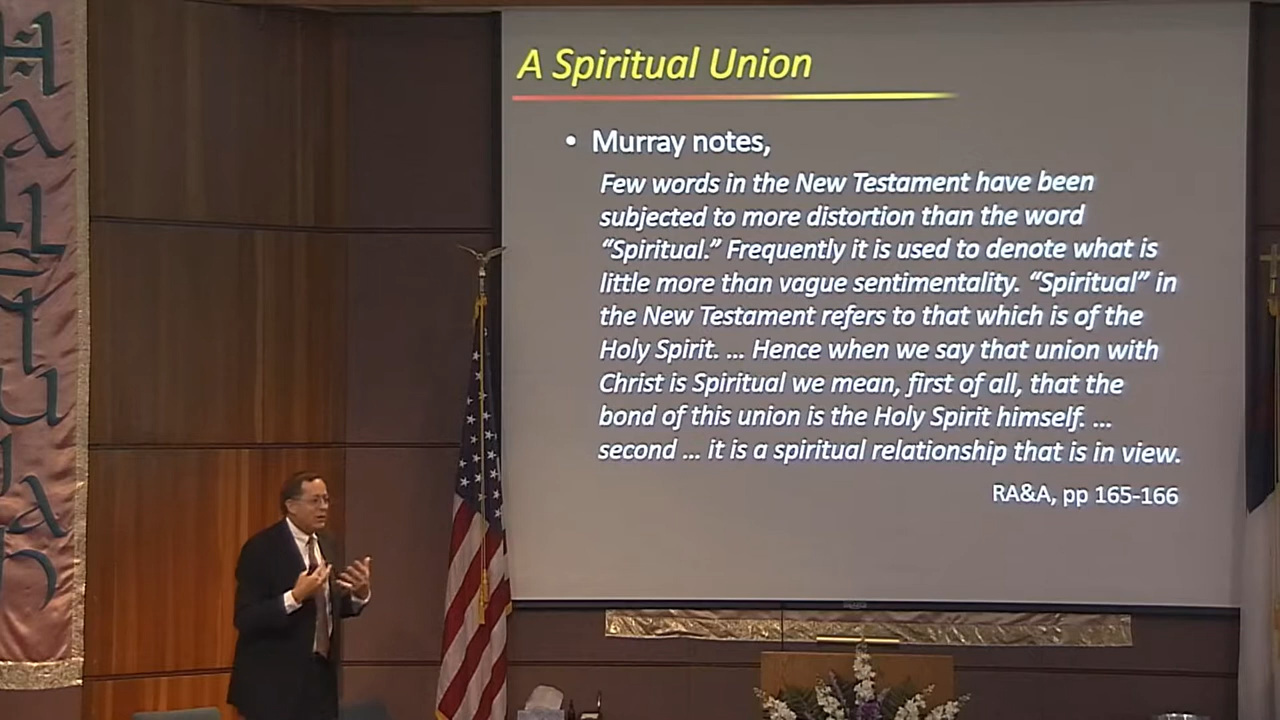 A Spiritual Union
• Murray notes,
Few words in the New Testament have been
subjected to more distortion than the word
“Spiritual.” Frequently it is used to denote what is
little more than vague sentimentality. “Spiritual” in
the New Testament refers to that which is of the
Holy Spirit. ... Hence when we say that union with
Christ is Spiritual we mean, first of all, that the
bond of this union is the Holy Spirit himself. ...
second ... it is a spiritual relationship that is in view.
RA&A, pp 165-166